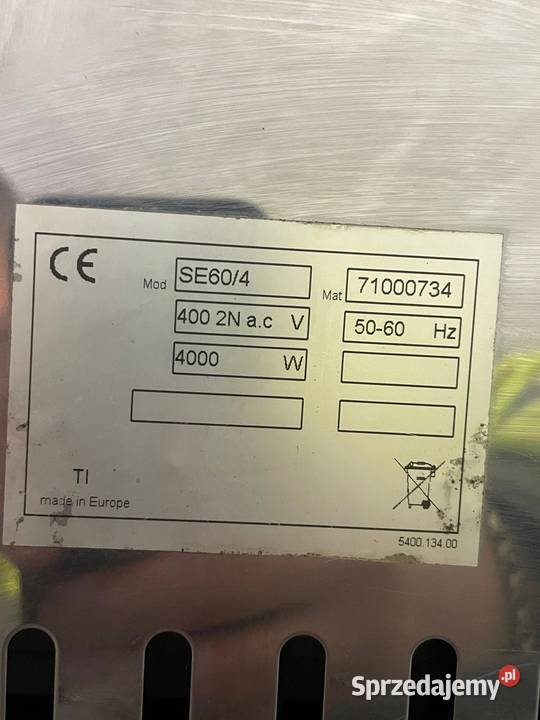 CE
Mod SE60/4 Mat 71000734
400 2N a.c V 50-60 Hz
4000 W
TI
made in Europe
5400.134.00
Sprzedajemy.pl